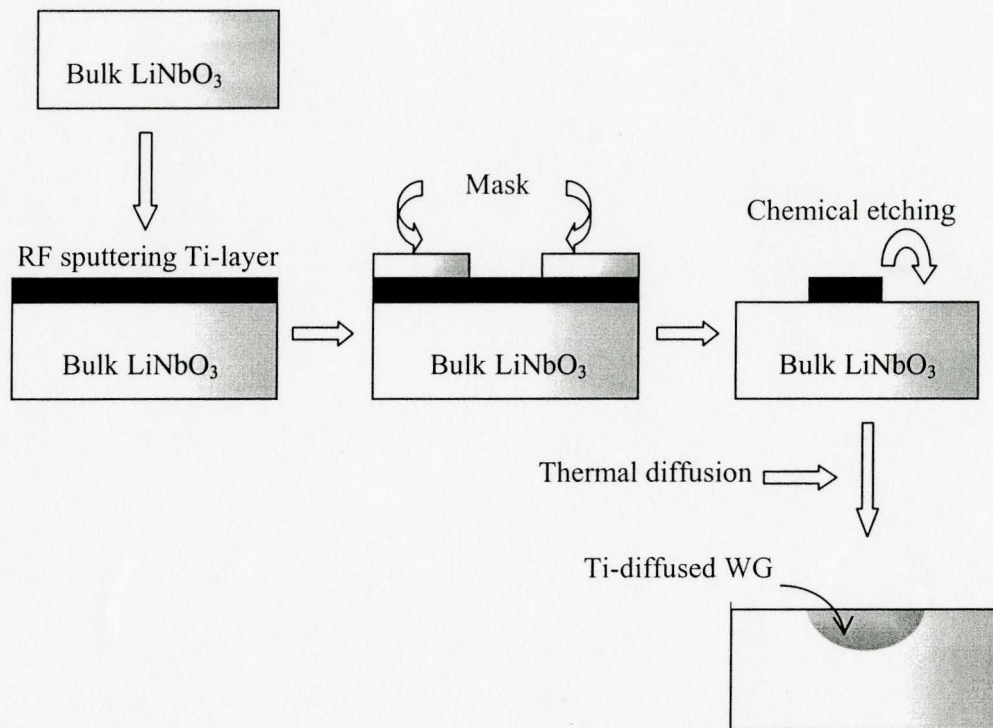 Bulk LiNbO₃
RF sputtering Ti-layer
Bulk LiNbO₃
Mask
Bulk LiNbO₃
Chemical etching
Bulk LiNbO₃
Thermal diffusion
Ti-diffused WG